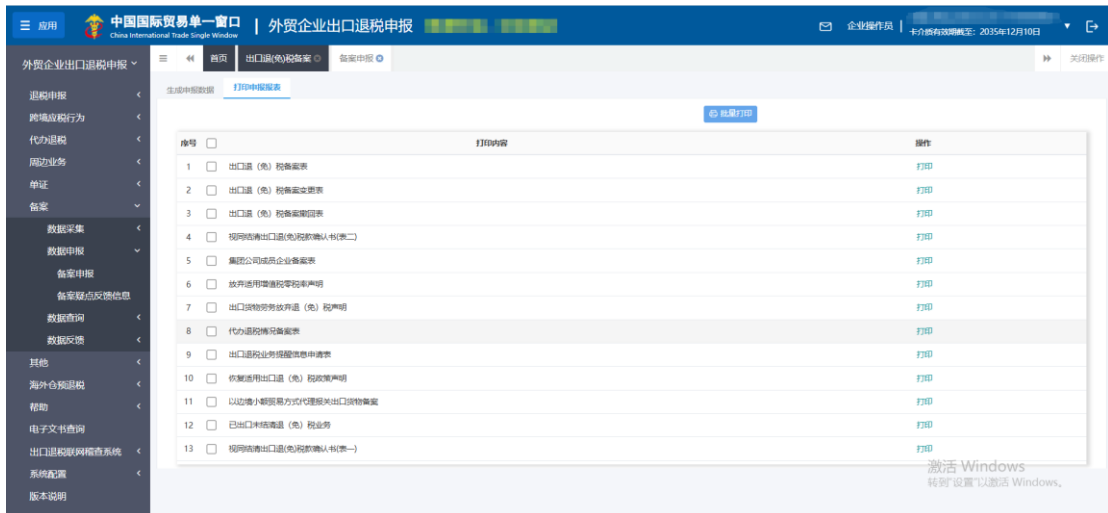 应用
中国国际贸易单一窗口
China International Trade Single Window
外贸企业出口退税申报
企业操作员
卡介质有效期截至：2035年12月10日
外贸企业出口退税申报
首页
出口退(免)税备案
备案申报
关闭操作
退税申报
跨境应税行为
代办退税
周边业务
单证
备案
数据采集
数据申报
备案申报
备案疑点反馈信息
数据查询
数据反馈
其他
海外仓预退税
帮助
电子文书查询
出口退税联网稽查系统
系统配置
版本说明
生成申报数据
打印申报报表
批量打印
序号 打印内容 操作
1 出口退（免）税备案表 打印
2 出口退（免）税备案变更表 打印
3 出口退（免）税备案撤回表 打印
4 视同结清出口退(免)税款确认书(表二) 打印
5 集团公司成员企业备案表 打印
6 放弃适用增值税零税率声明 打印
7 出口货物劳务放弃退（免）税声明 打印
8 代办退税情况备案表 打印
9 出口退税业务提醒信息申请表 打印
10 恢复适用出口退（免）税政策声明 打印
11 以边境小额贸易方式代理报关出口货物备案 打印
12 已出口未结清退（免）税业务 打印
13 视同结清出口退(免)税款确认书(表一) 打印
激活 Windows
转到"设置"以激活 Windows。